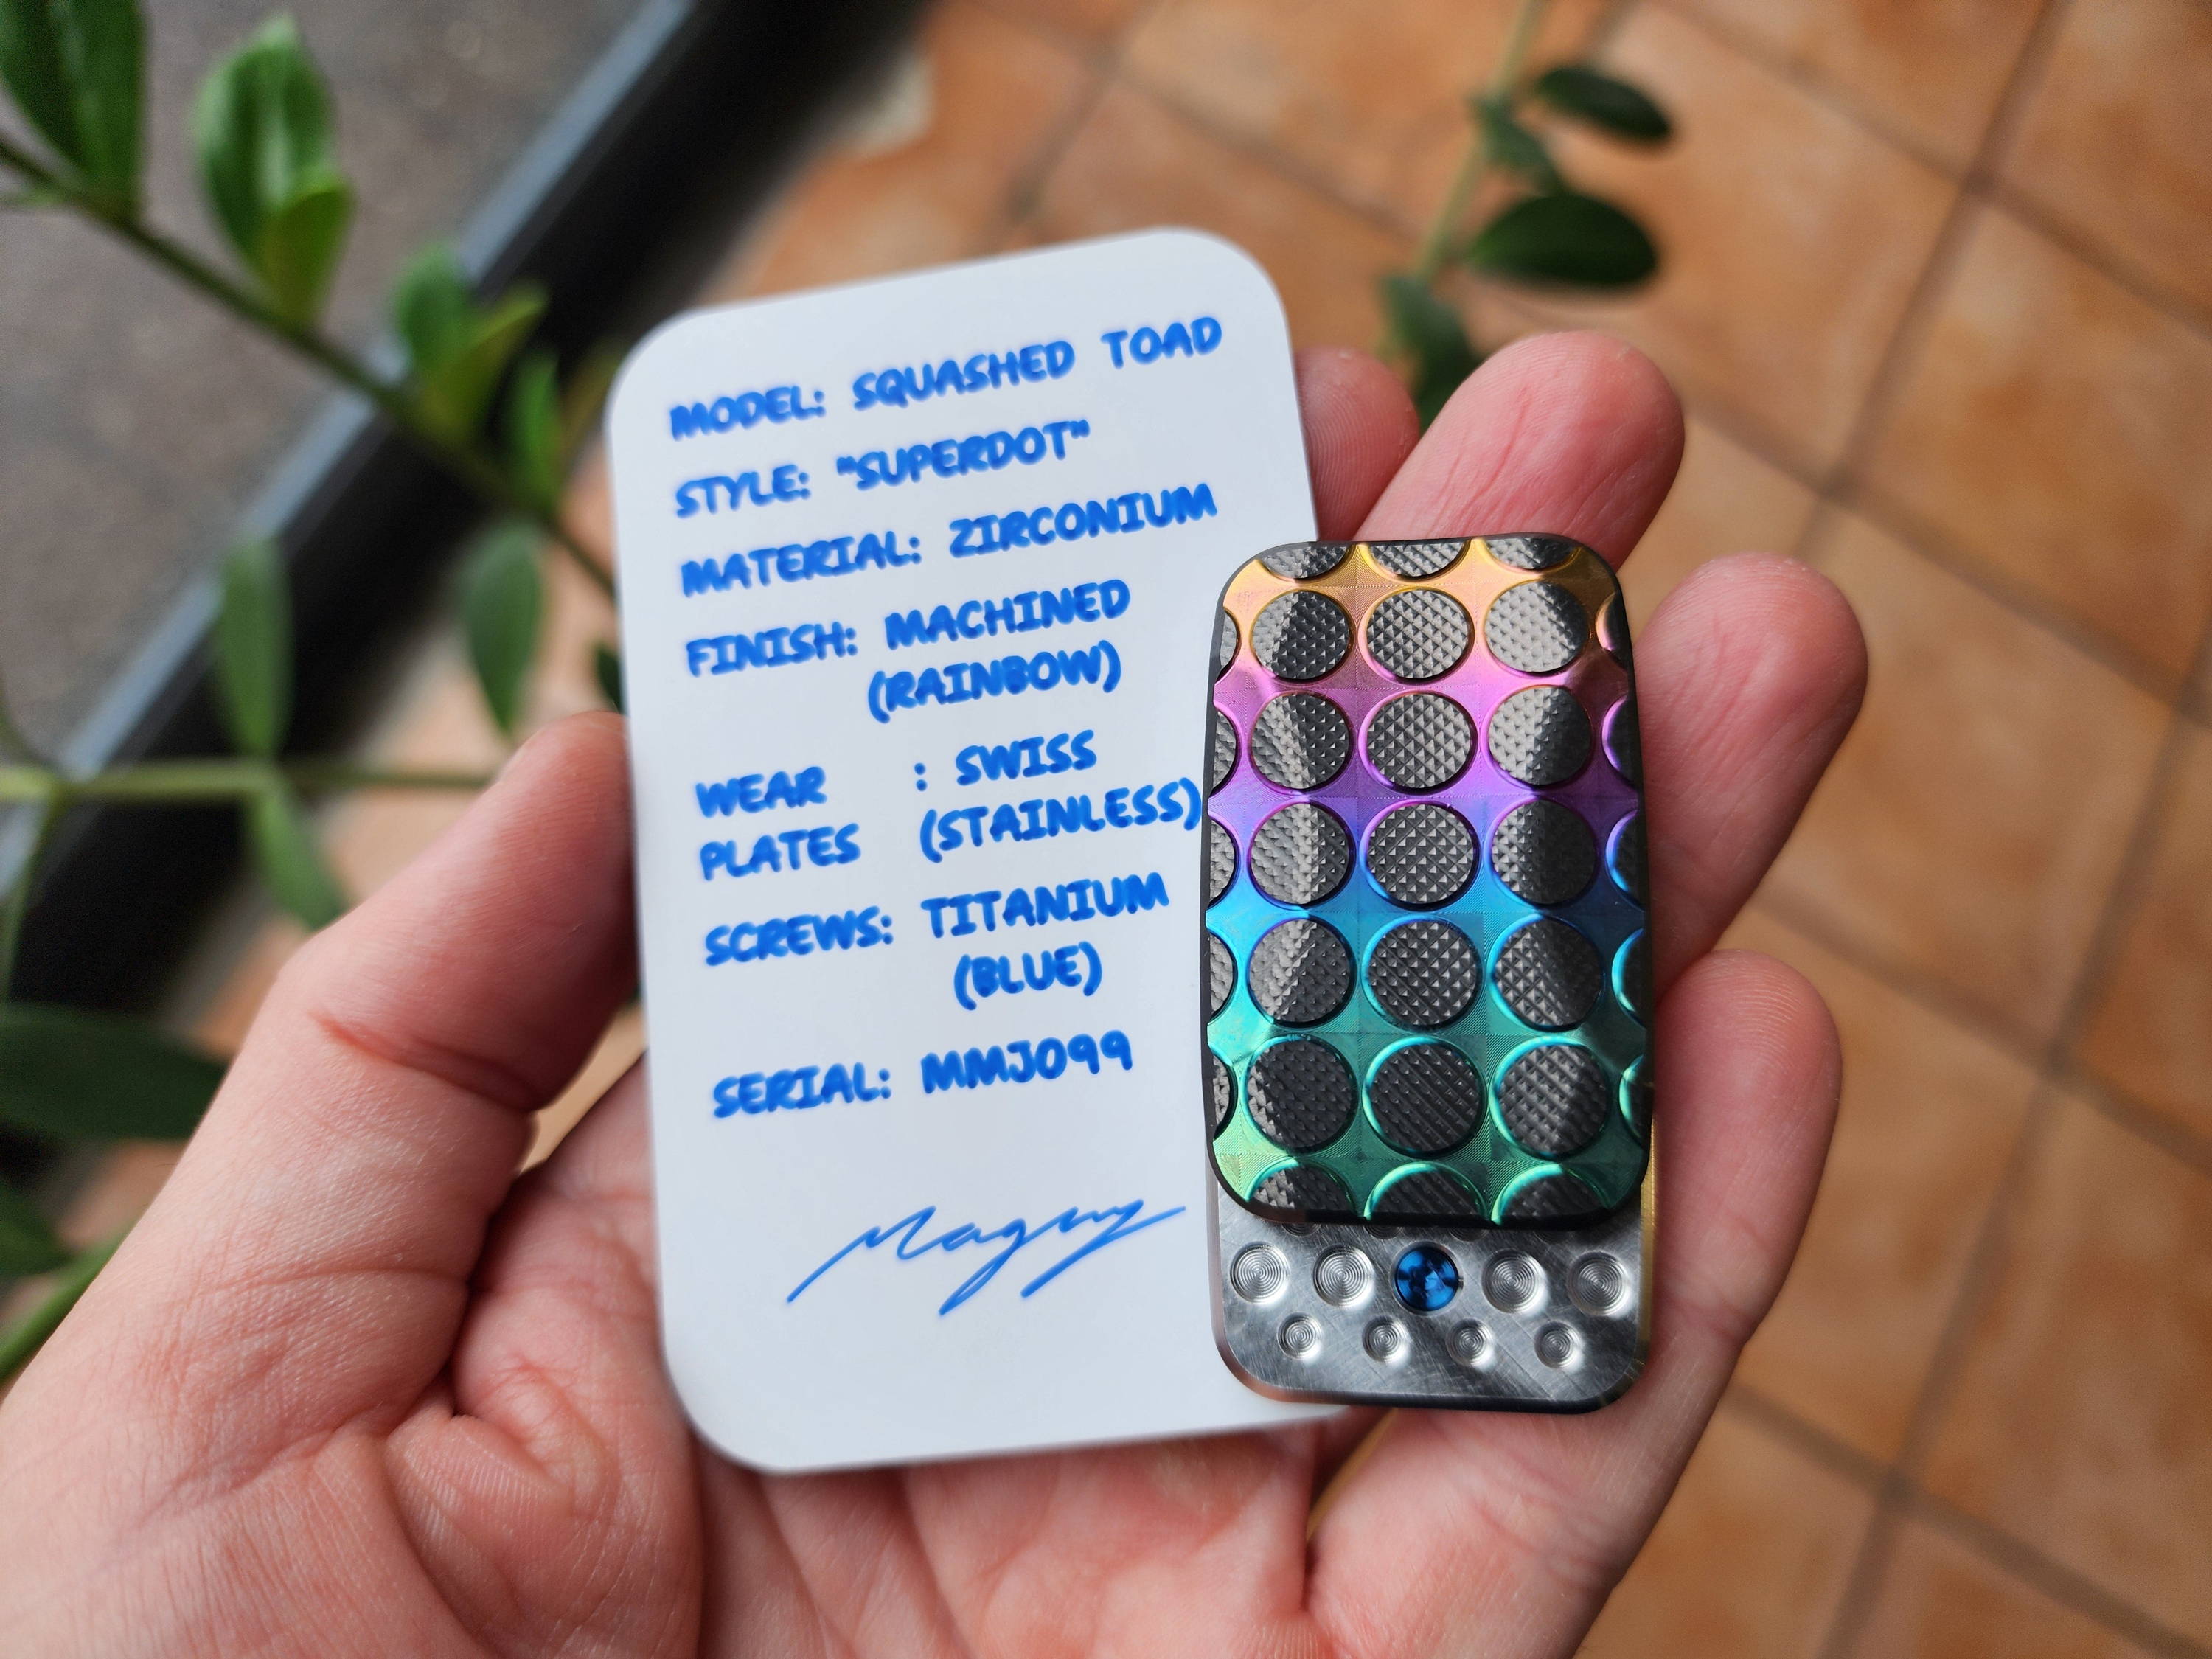 MODEL: SQUASHED TOAD
STYLE: "SUPERDOT"
MATERIAL: ZIRCONIUM
FINISH: MACHINED
(RAINBOW)
WEAR : SWISS
PLATES (STAINLESS)
SCREWS: TITANIUM
(BLUE)
SERIAL: MMJ099
Magny